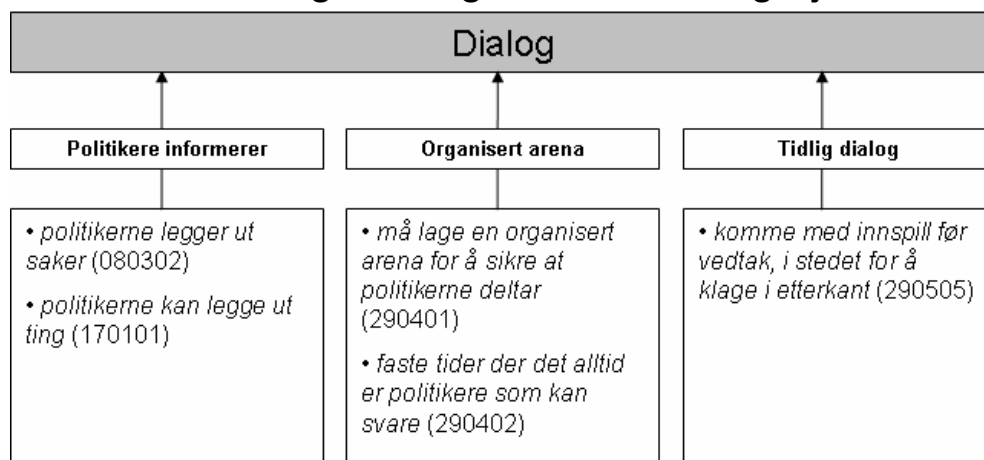 Dialog
Politikere informerer
Organisert arena
Tidlig dialog
• politikerne legger ut
saker (080302)
• politikerne kan legge ut
ting (170101)
• må lage en organisert
arena for å sikre at
politikerne deltar
(290401)
• faste tider der det alltid
er politikere som kan
svare (290402)
• komme med innspill før
vedtak, i stedet for å
klage i etterkant (290505)